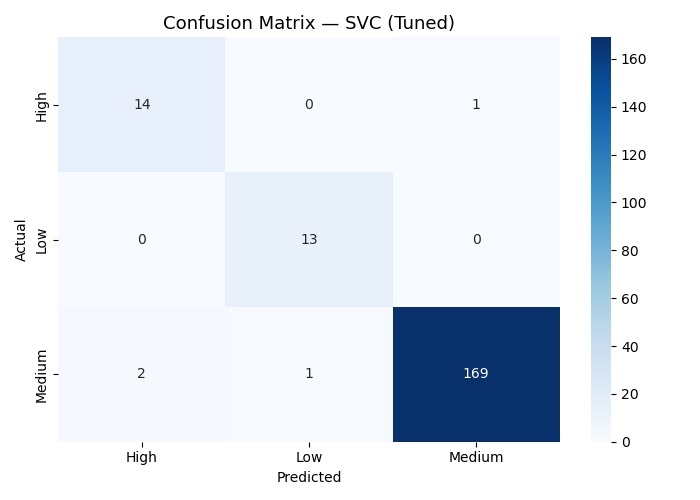 Confusion Matrix — SVC (Tuned)
High
14
0
1
Low
0
13
0
Medium
2
1
169
High
Low
Medium
Actual
Predicted
160
140
120
100
80
60
40
20
0